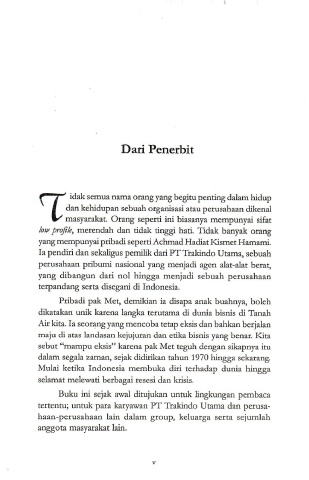 Dari Penerbit
Tidak semua nama orang yang begitu penting dalam hidup
dan kehidupan sebuah organisasi atau perusahaan dikenal
masyarakat. Orang seperti ini biasanya mempunyai sifat
low profile, merendah dan tidak tinggi hati. Tidak banyak orang
yang mempunyai pribadi seperti Achmad Hadiat Kismet Hamami.
Ia pendiri dan sekaligus pemilik dari PT Trakindo Utama, sebuah
perusahaan pribumi nasional yang menjadi agen alat-alat berat,
yang dibangun dari nol hingga menjadi sebuah perusahaan
terpandang serta disegani di Indonesia.
Pribadi pak Met, demikian ia disapa anak buahnya, boleh
dikatakan unik karena langka terutama di dunia bisnis di Tanah
Air kita. Ia seorang yang mencoba tetap eksis dan bahkan berjalan
maju di atas landasan kejujuran dan etika bisnis yang benar. Kita
sebut “mampu eksis” karena pak Met teguh dengan sikapnya itu
dalam segala zaman, sejak didirikan tahun 1970 hingga sekarang.
Mulai ketika Indonesia membuka diri terhadap dunia hingga
selamat melewati berbagai resesi dan krisis.
Buku ini sejak awal ditujukan untuk lingkungan pembaca
tertentu; untuk para karyawan PT Trakindo Utama dan perusa-
haan-perusahaan lain dalam group, keluarga serta sejumlah
anggota masyarakat lain.
v